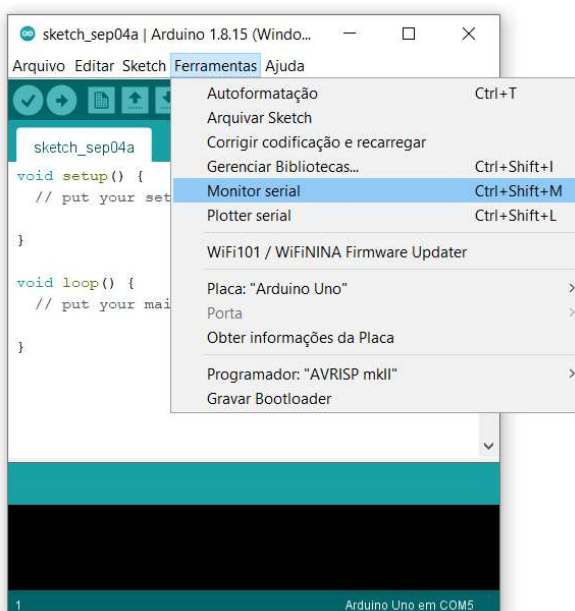 sketch_sep04a | Arduino 1.8.15 (Windo...
Arquivo Editar Sketch Ferramentas Ajuda
sketch_sep04a
void setup() {
// put your set
}
void loop() {
// put your mai
}
Autoformatação Ctrl+T
Arquivar Sketch
Corrigir codificação e recarregar
Gerenciar Bibliotecas... Ctrl+Shift+I
Monitor serial Ctrl+Shift+M
Plotter serial Ctrl+Shift+L
WiFi101 / WiFiNINA Firmware Updater
Placa: "Arduino Uno"
Porta
Obter informações da Placa
Programador: "AVRISP mkII"
Gravar Bootloader
1 Arduino Uno em COM5